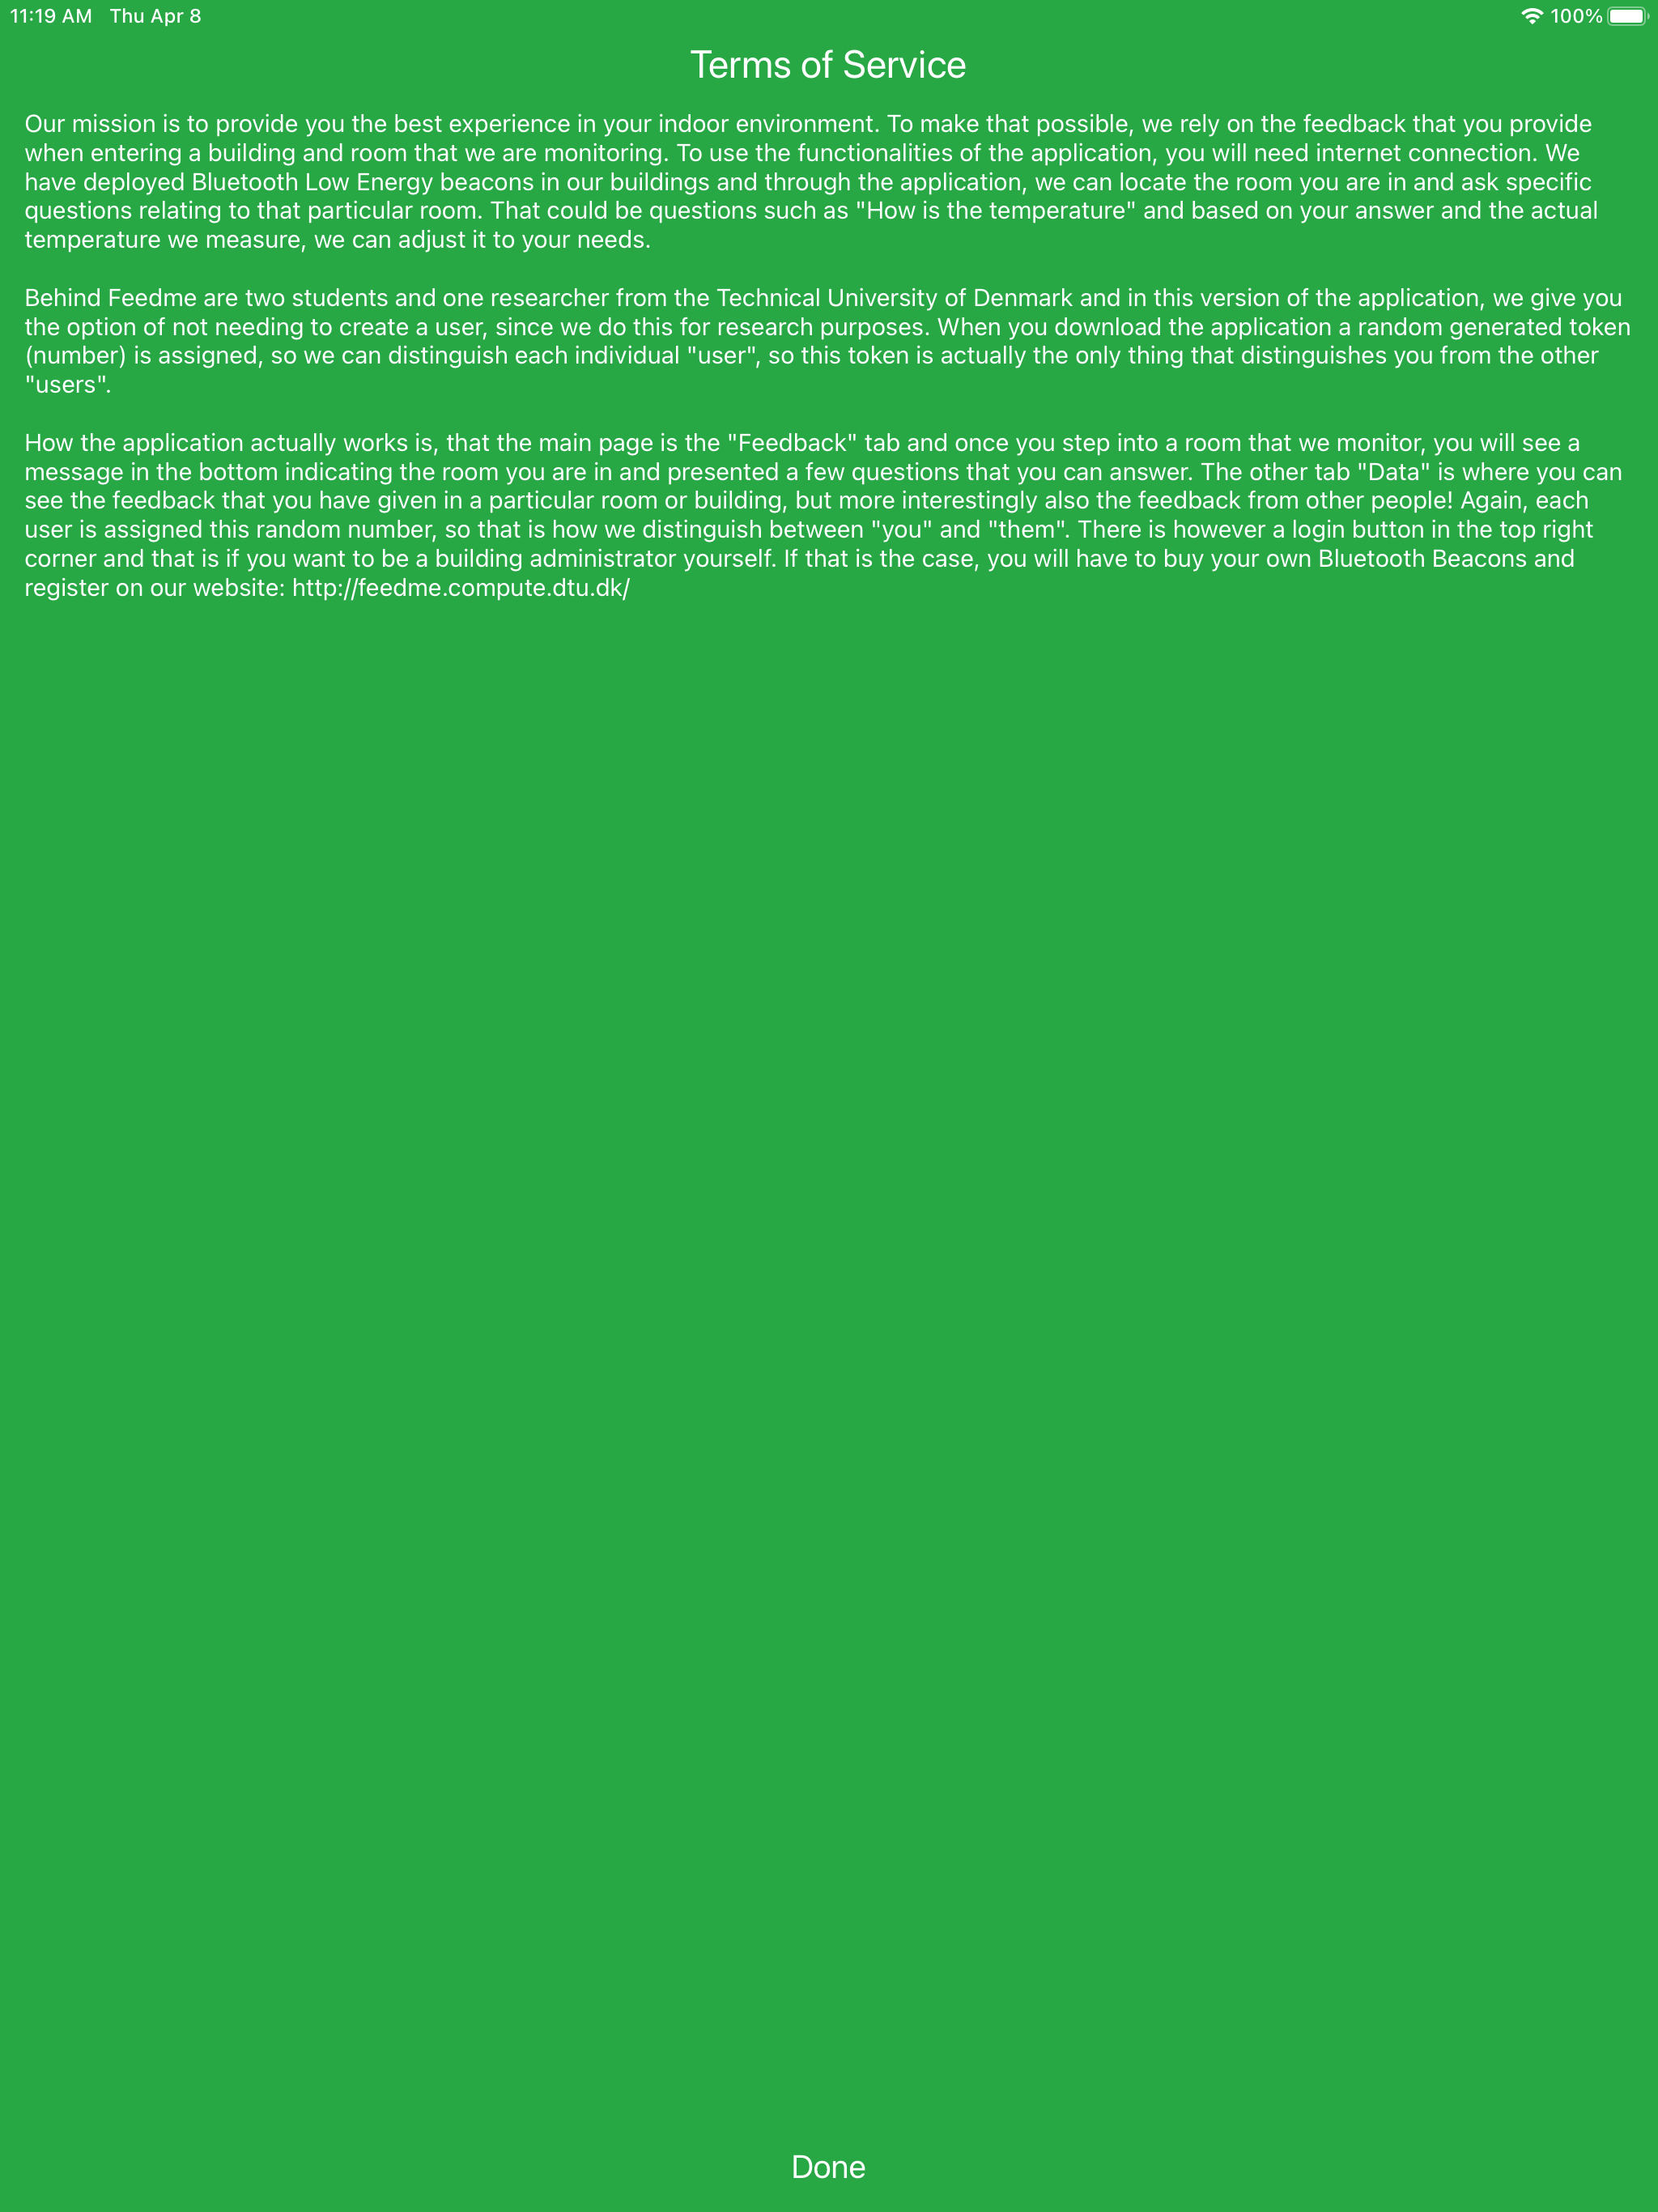 11:19 AM Thu Apr 8 100%
Terms of Service
Our mission is to provide you the best experience in your indoor environment. To make that possible, we rely on the feedback that you provide
when entering a building and room that we are monitoring. To use the functionalities of the application, you will need internet connection. We
have deployed Bluetooth Low Energy beacons in our buildings and through the application, we can locate the room you are in and ask specific
questions relating to that particular room. That could be questions such as "How is the temperature" and based on your answer and the actual
temperature we measure, we can adjust it to your needs.
Behind Feedme are two students and one researcher from the Technical University of Denmark and in this version of the application, we give you
the option of not needing to create a user, since we do this for research purposes. When you download the application a random generated token
(number) is assigned, so we can distinguish each individual "user", so this token is actually the only thing that distinguishes you from the other
"users".
How the application actually works is, that the main page is the "Feedback" tab and once you step into a room that we monitor, you will see a
message in the bottom indicating the room you are in and presented a few questions that you can answer. The other tab "Data" is where you can
see the feedback that you have given in a particular room or building, but more interestingly also the feedback from other people! Again, each
user is assigned this random number, so that is how we distinguish between "you" and "them". There is however a login button in the top right
corner and that is if you want to be a building administrator yourself. If that is the case, you will have to buy your own Bluetooth Beacons and
register on our website: http://feedme.compute.dtu.dk/
Done